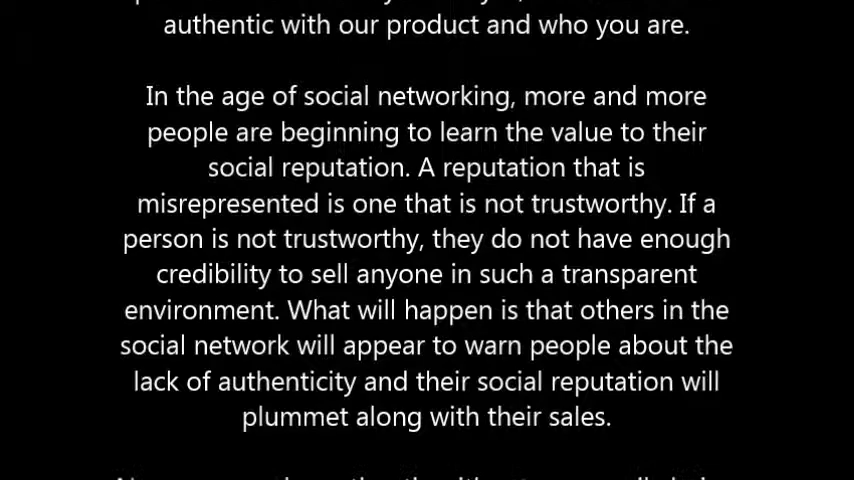 authentic with our product and who you are.
In the age of social networking, more and more
people are beginning to learn the value to their
social reputation. A reputation that is
misrepresented is one that is not trustworthy. If a
person is not trustworthy, they do not have enough
credibility to sell anyone in such a transparent
environment. What will happen is that others in the
social network will appear to warn people about the
lack of authenticity and their social reputation will
plummet along with their sales.